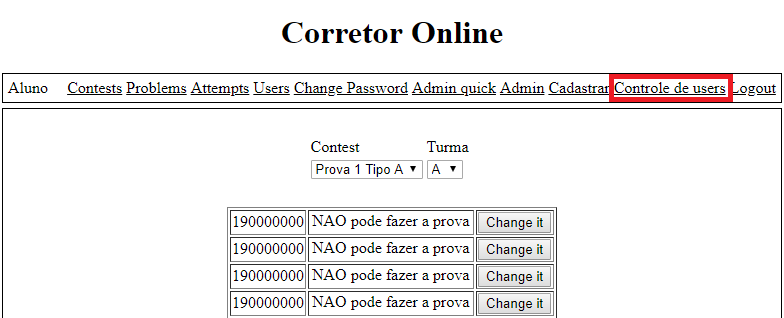 Corretor Online
Aluno Contests Problems Attempts Users Change Password Admin quick Admin Cadastrar Controle de users Logout
Contest Turma
Prova 1 Tipo A A
190000000 NAO pode fazer a prova Change it
190000000 NAO pode fazer a prova Change it
190000000 NAO pode fazer a prova Change it
190000000 NAO pode fazer a prova Change it